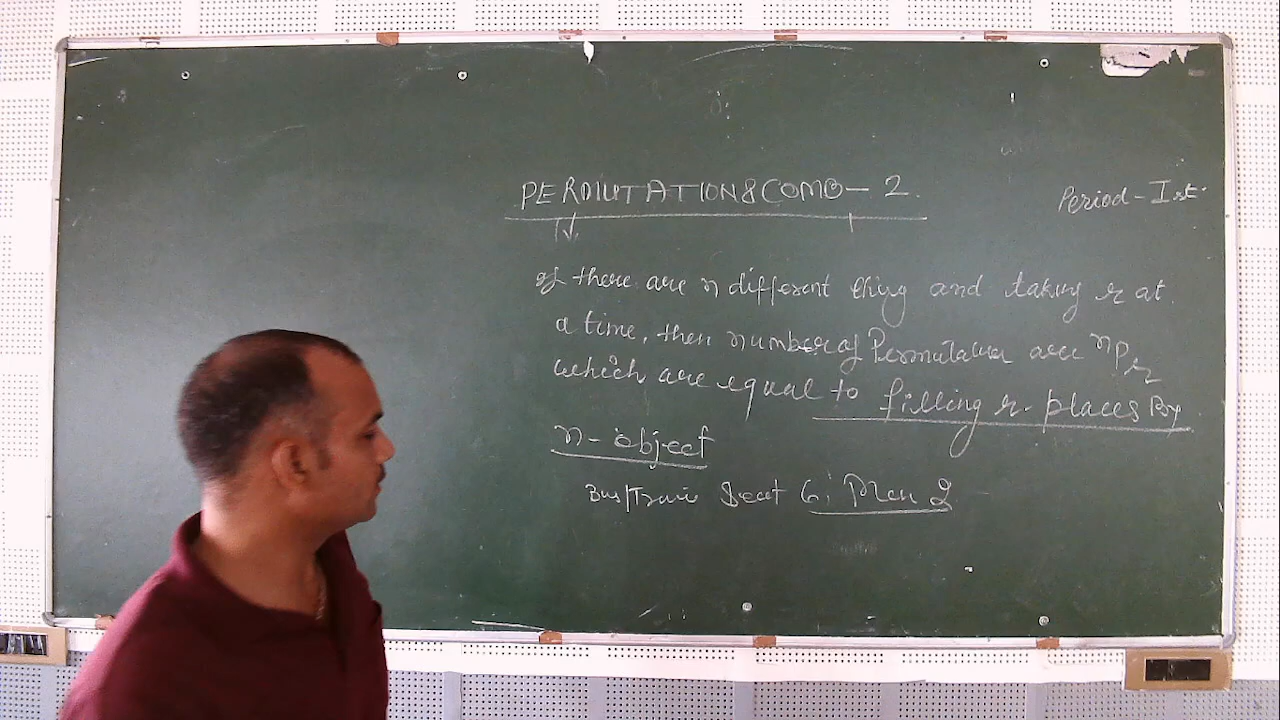 PERMUTATION & COMB - 2.
Period - Ist
If there are n different thing and taking r at
a time, then number of Permutation are nPr
which are equal to filling r- places By
n- object
Bus/Train Seat 6; Men 2